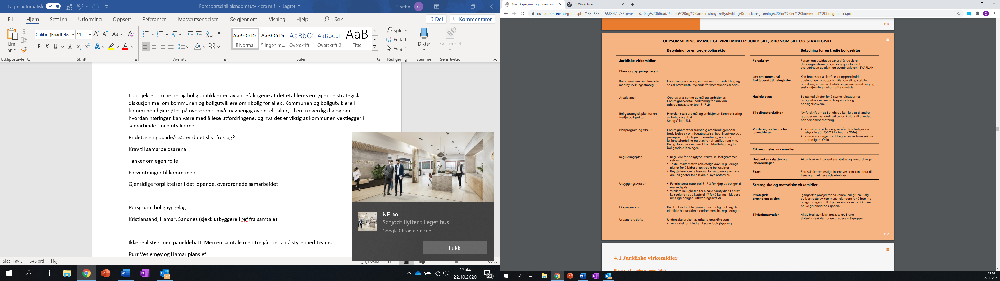 Lagre automatisk
Forespørsel til eiendomsutviklere m fl - Lagret
Grethe
G
Fil
Hjem
Sett inn
Utforming
Oppsett
Referanser
Masseutsendelser
Se gjennom
Visning
Hjelp
Søk
Del
Kommentarer
Lim
inn
Utklippstavle
Calibri (Brødtekst
11
Aa
F K U ab x₂ x² A A
Skrift
Avsnitt
AaBbCcDc
¶ Normal
AaBbCcDc
¶ Ingen m...
AaBbCc
Overskrift 1
AaBbCcD
Overskrift 2
AaB
Tittel
Stiler
Søk
Erstatt
Velg
Redigering
Dikter
Stemme
Følsomhet
Sensitivitet
I prosjektet om helhetlig boligpolitikk er en av anbefalingene at det etableres en løpende strategisk
diskusjon mellom kommunen og boligutviklere om «bolig for alle». Kommunen og boligutviklere i
kommunen bør møtes på overordnet nivå, uavhengig av enkeltsaker, til en likeverdig dialog om
hvordan næringen kan være med å løse utfordringene, og hva det er viktig at kommunen vektlegger i
samarbeidet med utviklerne.
Er dette en god ide/støtter du et slikt forslag?
Krav til samarbeidsarena
Tanker om egen rolle
Forventninger til kommunen
Gjensidige forpliktelser i det løpende, overordnede samarbeidet
Porsgrunn boligbyggelag
Kristiansand, Hamar, Sandnes (sjekk utbyggere i ref fra samtale)
Ikke realistisk med paneldebatt. Men en samtale med tre går det an å styre med Teams.
Purr Veslemøy og Hamar plansjef.
NE.no
Schjødt flytter til eget hus
Google Chrome • ne.no
Lukk
Side 1 av 3
546 ord
Fokus
100 %
13:44
22.10.2020
22
Kunnskapsgrunnlag for en komm
(5) Workplace
oslo.kommune.no/getfile.php/13325532-1558347273/Tjenester%20og%20tilbud/Politikk%20og%20administrasjon/Byutvikling/Kunnskapsgrunnlag%20for%20en%20kommunal%20boligpolitikk.pdf
G
118
OPPSUMMERING AV MULIGE VIRKEMIDLER: JURIDISKE, ØKONOMISKE OG STRATEGISKE
Betydning for en tredje boligsektor
Juridiske virkemidler
Plan- og bygningsloven
Kommuneplan, samfunnsdel
med byutviklingsstrategi
Forankring av mål og ambisjoner for byutvikling og
sosial bærekraft. Styrende for kommunens arbeid.
Arealplanen
Operasjonalisering av mål og ambisjoner.
Forutsigbarvedtak nødvendig for krav om
utbyggingsavtaler (pbl § 17-2).
Boligstrategisk plan for en
tredje boligsektor
Hvordan realisere mål og ambisjoner. Konkretisering
av behov og tiltak.
Se også kap. 5.1.
Planprogram og VPOR
Forutsigbarhet for framtidig arealbruk gjennom
beskrivelse av områdeutnyttelse, bygningstypologi,
prinsipper for boligsammensetning, norm for
leilighetsfordeling og plan for offentlige rom mm.
Kan gi føringer om hensikt om tilrettelegging for
boligsosiale løsninger.
Reguleringsplan
• Regulere for boligtype, størrelse, boligsammen-
setning m.m.
• Teste ut alternative rekkefølgekrav i regulerings-
planer for å bidra til en tredje boligsektor
• Knytte krav om fellesareal for regulering av min-
dre leiligheter for å bidra til nye boformer.
Utbyggingsavtaler
• Fortrinnsrett etter pbl § 17-3 for kjøp av boliger til
markedspris.
• Vurdere muligheten for å søke samtykke til å fravi-
ke reglene i pbl. kapittel 17 for å kunne inkludere
rimelige boliger i utbyggingsavtaler
Ekspropriasjon
Kan brukes for å få gjennomført boligutvikling der
eier ikke har utviklet eiendommen iht. reguleringen.
Urbant jordskifte
Undersøke bruken av urbant jordskifte som
virkemiddel for å bidra til sosial boligbygging.
Betydning for en tredje boligsektor
Forsøkslov
Forsøk om utvidet adgang til å regulere
disposisjonsform og organisasjonsform (jf.
evalueringen av plan- og bygningsloven- EVAPLAN)
Lov om kommunal
forkjøpsrett til leiegårder
Kan brukes for å skaffe eller opprettholde
utleieboliger og oppnå målet om sikre, stabile
bomiljøer, en variert befolkningssammensetning og
sosial utjevning mellom ulike områder.
Husleieloven
Se på muligheter for å styrke leietagernes
rettigheter - minimum leieperiode og
oppsigelsesvern.
Tildelingsforskriften
Ny forskrift om at Boligbygg kan leie ut til andre
grupper enn vanskeligstilte for å bidra til blandet
beboersammensetning.
Vurdering av behov for
lovendringer
• Forbud mot videresalg av uferdige boliger ved
nybygging (jf. OBOS forbud fra 2016)
• Foreslå endringer for å begrense andelen sekun-
dærboliger i Oslo
Økonomiske virkemidler
Husbankens støtte- og
låneordninger
Aktiv bruk av Husbankens støtte og låneordninger
Skatt
Foreslå skattemessige insentiver som kan bidra til
flere og rimeligere utleieboliger.
Strategiske og metodiske virkemidler
Strategisk
grunneierposisjon
Igangsette prosjekter på kommunal grunn. Salg
og bortfeste av kommunal eiendom for å fremme
boligstrategisk mål. Kjøp av eiendom for å kunne
bruke grunneierposisjonen.
Tilvisningsavtaler
Aktiv bruk av tilvisningsavtaler. Bruke
tilvisningsavtaler for en bredere målgruppe.
119
4.1 Juridiske virkemidler
Plan- og bygningsloven (pbl)
13:44
22.10.2020